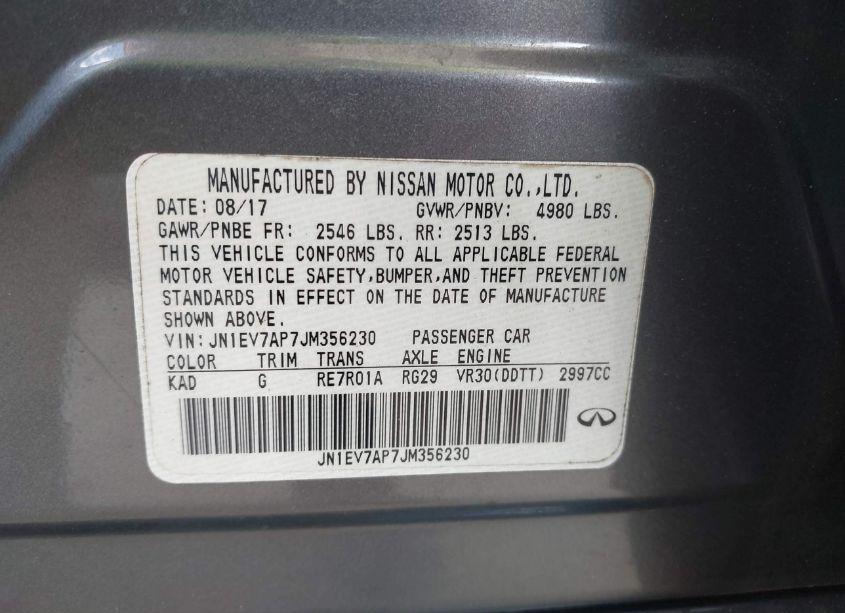 MANUFACTURED BY NISSAN MOTOR CO.,LTD.
DATE: 08/17 GVWR/PNBV: 4980 LBS.
GAWR/PNBE FR: 2546 LBS. RR: 2513 LBS.
THIS VEHICLE CONFORMS TO ALL APPLICABLE FEDERAL
MOTOR VEHICLE SAFETY,BUMPER,AND THEFT PREVENTION
STANDARDS IN EFFECT ON THE DATE OF MANUFACTURE
SHOWN ABOVE.
VIN:JN1EV7AP7JM356230 PASSENGER CAR
COLOR TRIM TRANS AXLE ENGINE
KAD G RE7R01A RG29 VR30(DDTT) 2997CC
JN1EV7AP7JM356230